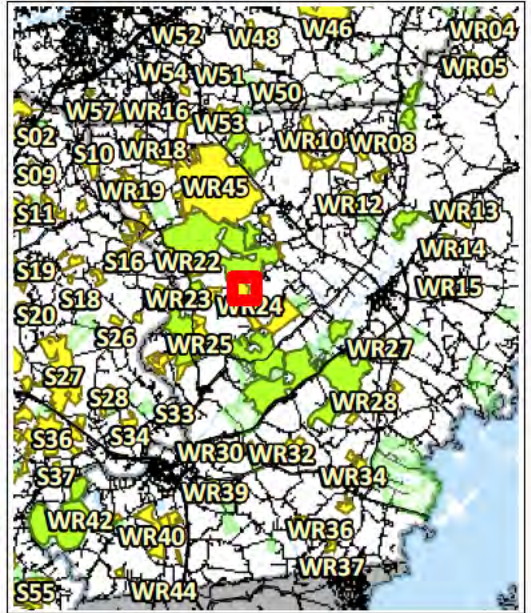 W52 W48 W46 WR04
W54 W51 WR05
W50
W57 WR16
S02 W53
S10 WR18 WR10 WR08
S09
WR19 WR45
S11 WR12 WR13
WR14
S19 S16 WR22
S18 WR23 WR15
S20 WR24
S26
WR25 WR27
S27
S28 WR28
S33
S36 S34
WR30 WR32
S37 WR34
WR39
WR42 WR40 WR36
WR37
S55 WR44